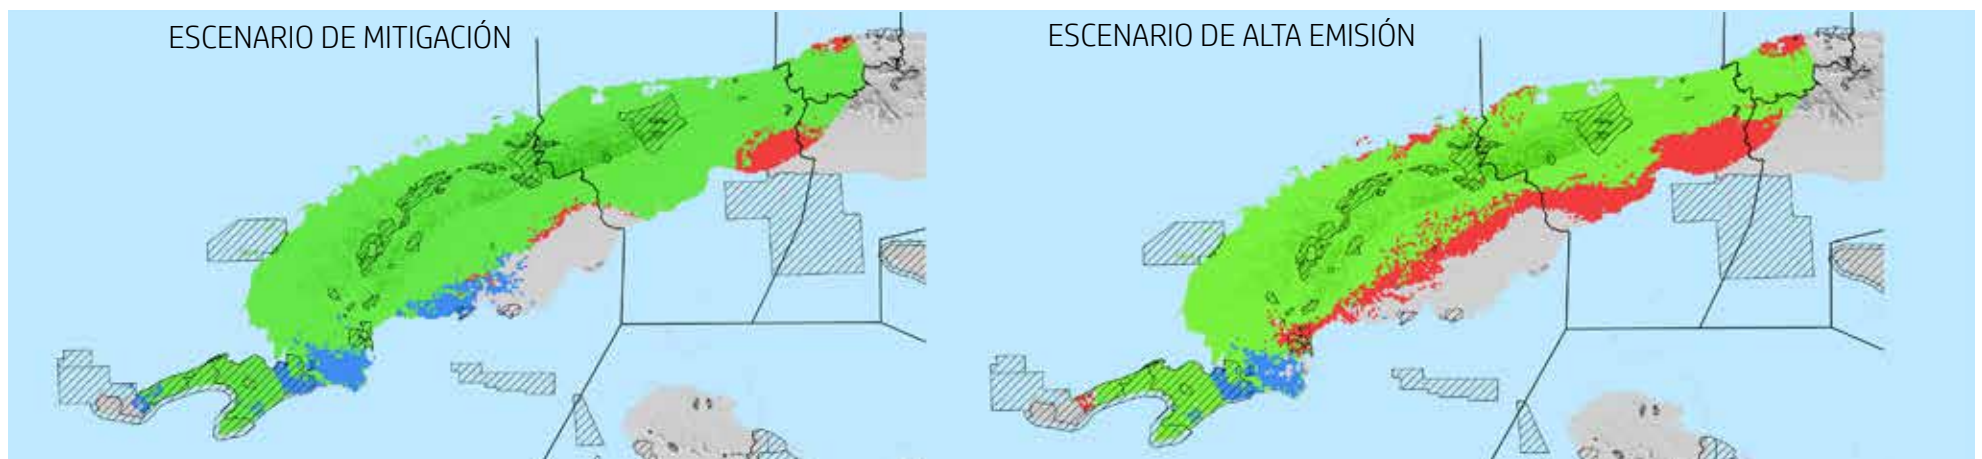 ESCENARIO DE MITIGACIÓN
ESCENARIO DE ALTA EMISIÓN